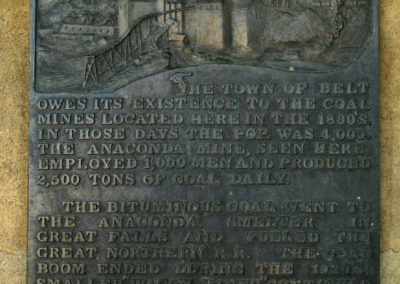 THE TOWN OF BELT
OWES ITS EXISTENCE TO THE COAL
MINES LOCATED HERE IN THE 1890'S.
IN THOSE DAYS THE POP. WAS 4,000.
THE ANACONDA MINE, SEEN HERE,
EMPLOYED 1,000 MEN AND PRODUCED
2,500 TONS OF COAL DAILY.
THE BITUMINOUS COAL WENT TO
THE ANACONDA SMELTER IN
GREAT FALLS AND FUELED THE
GREAT NORTHERN R.R. THE COAL
BOOM ENDED DURING THE